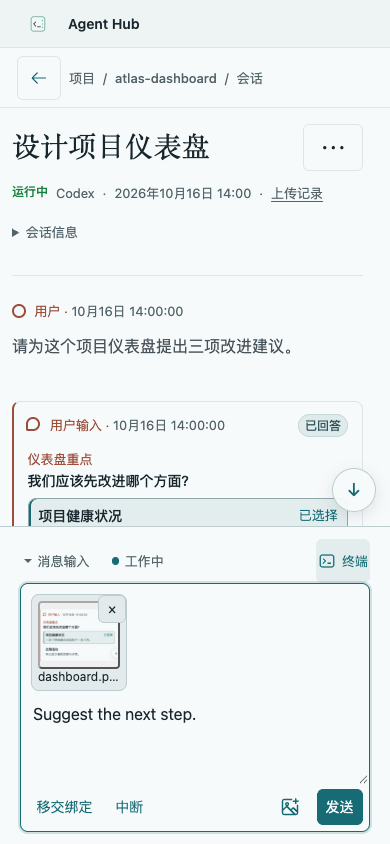 Agent Hub
项目 / atlas-dashboard / 会话
设计项目仪表盘
...
运行中 Codex · 2026年10月16日 14:00 · 上传记录
会话信息
用户 · 10月16日 14:00:00
请为这个项目仪表盘提出三项改进建议。
用户输入 · 10月16日 14:00:00 已回答
仪表盘重点
我们应该先改进哪个方面?
项目健康状况 已选择
消息输入 工作中 终端
dashboard.p...
Suggest the next step.
移交绑定 中断 发送